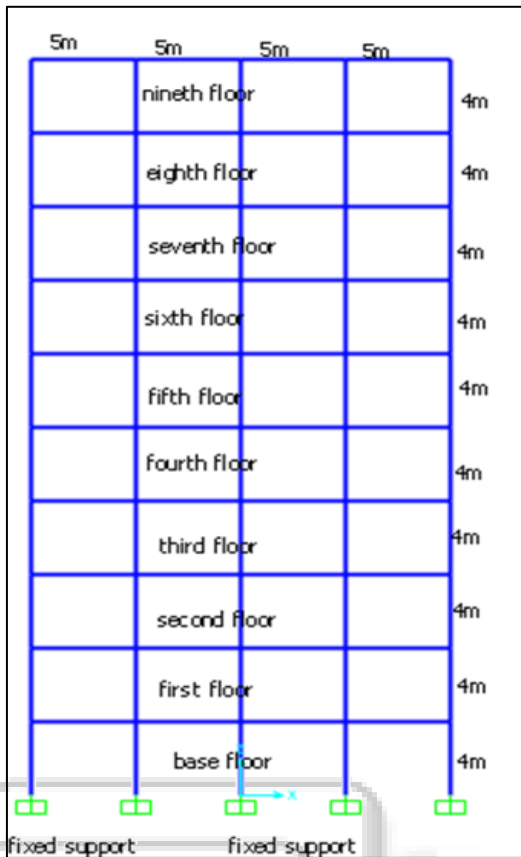 5m 5m 5m 5m
nineth floor 4m
eighth floor 4m
seventh floor 4m
sixth floor 4m
fifth floor 4m
fourth floor 4m
third floor 4m
second floor 4m
first floor 4m
base floor 4m
x
fixed support fixed support